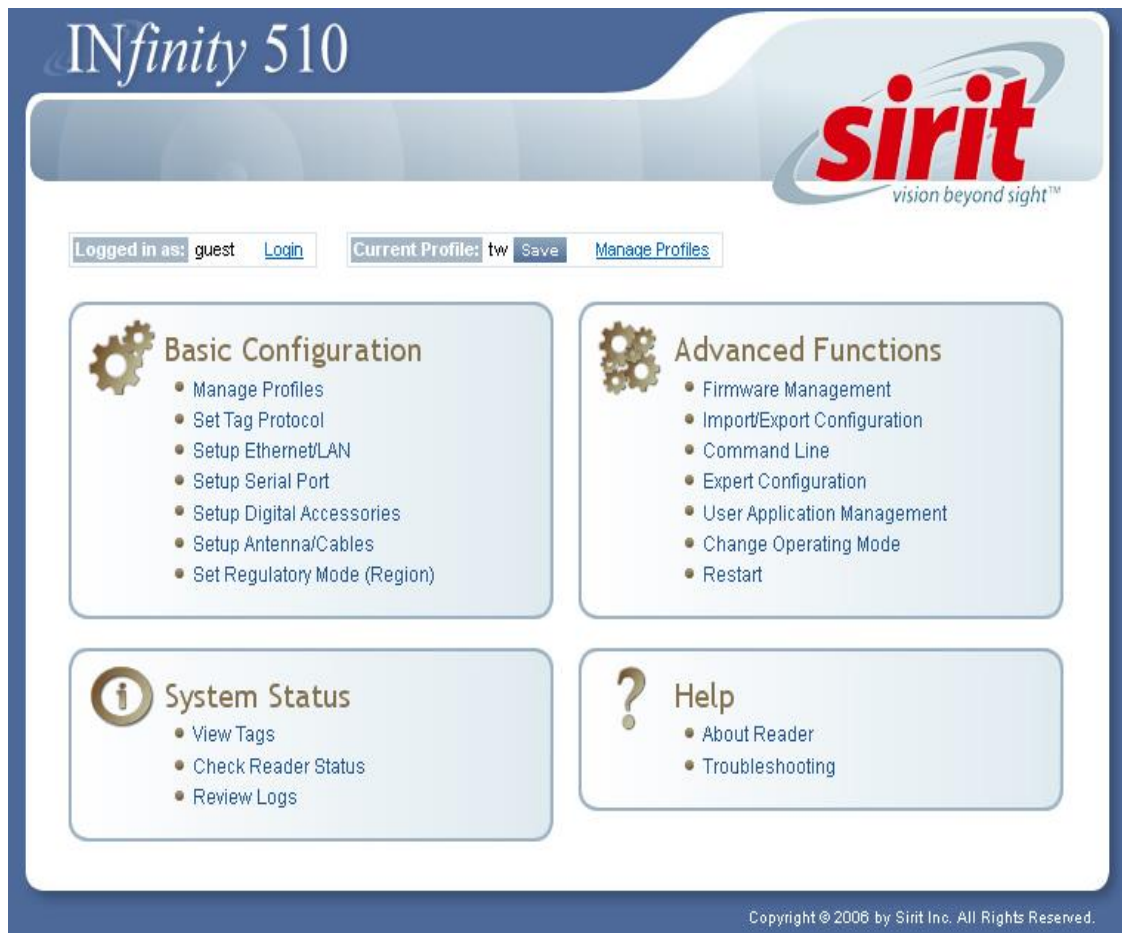 INfinity 510
sirit
vision beyond sight™
Logged in as: guest Login Current Profile: tw Save Manage Profiles
Basic Configuration
Manage Profiles
Set Tag Protocol
Setup Ethernet/LAN
Setup Serial Port
Setup Digital Accessories
Setup Antenna/Cables
Set Regulatory Mode (Region)
Advanced Functions
Firmware Management
Import/Export Configuration
Command Line
Expert Configuration
User Application Management
Change Operating Mode
Restart
System Status
View Tags
Check Reader Status
Review Logs
Help
About Reader
Troubleshooting
Copyright © 2006 by Sirit Inc. All Rights Reserved.